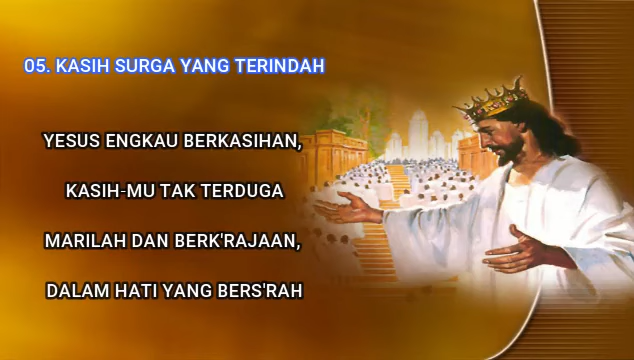 05. KASIH SURGA YANG TERINDAH
YESUS ENGKAU BERKASIHAN,
KASIH-MU TAK TERDUGA
MARILAH DAN BERK'RAJAAN,
DALAM HATI YANG BERS'RAH